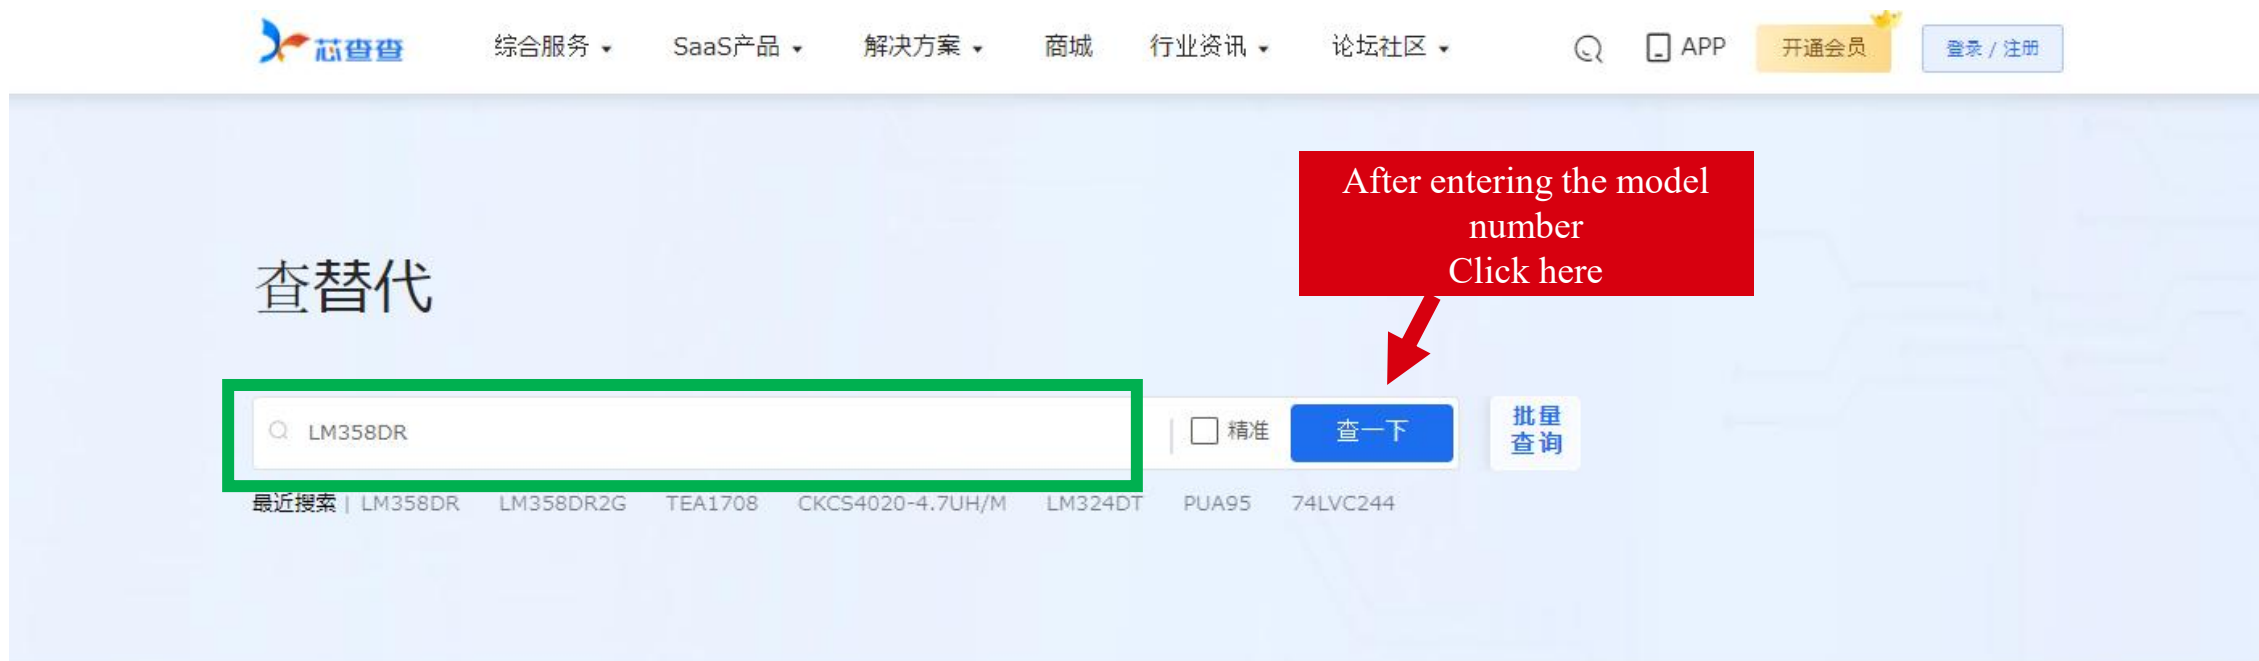 芯查查 综合服务 SaaS产品 解决方案 商城 行业资讯 论坛社区 APP 开通会员 登录 / 注册
After entering the model
number
Click here
查替代
LM358DR 精准 查一下
批量
查询
最近搜索 | LM358DR LM358DR2G TEA1708 CKCS4020-4.7UH/M LM324DT PUA95 74LVC244